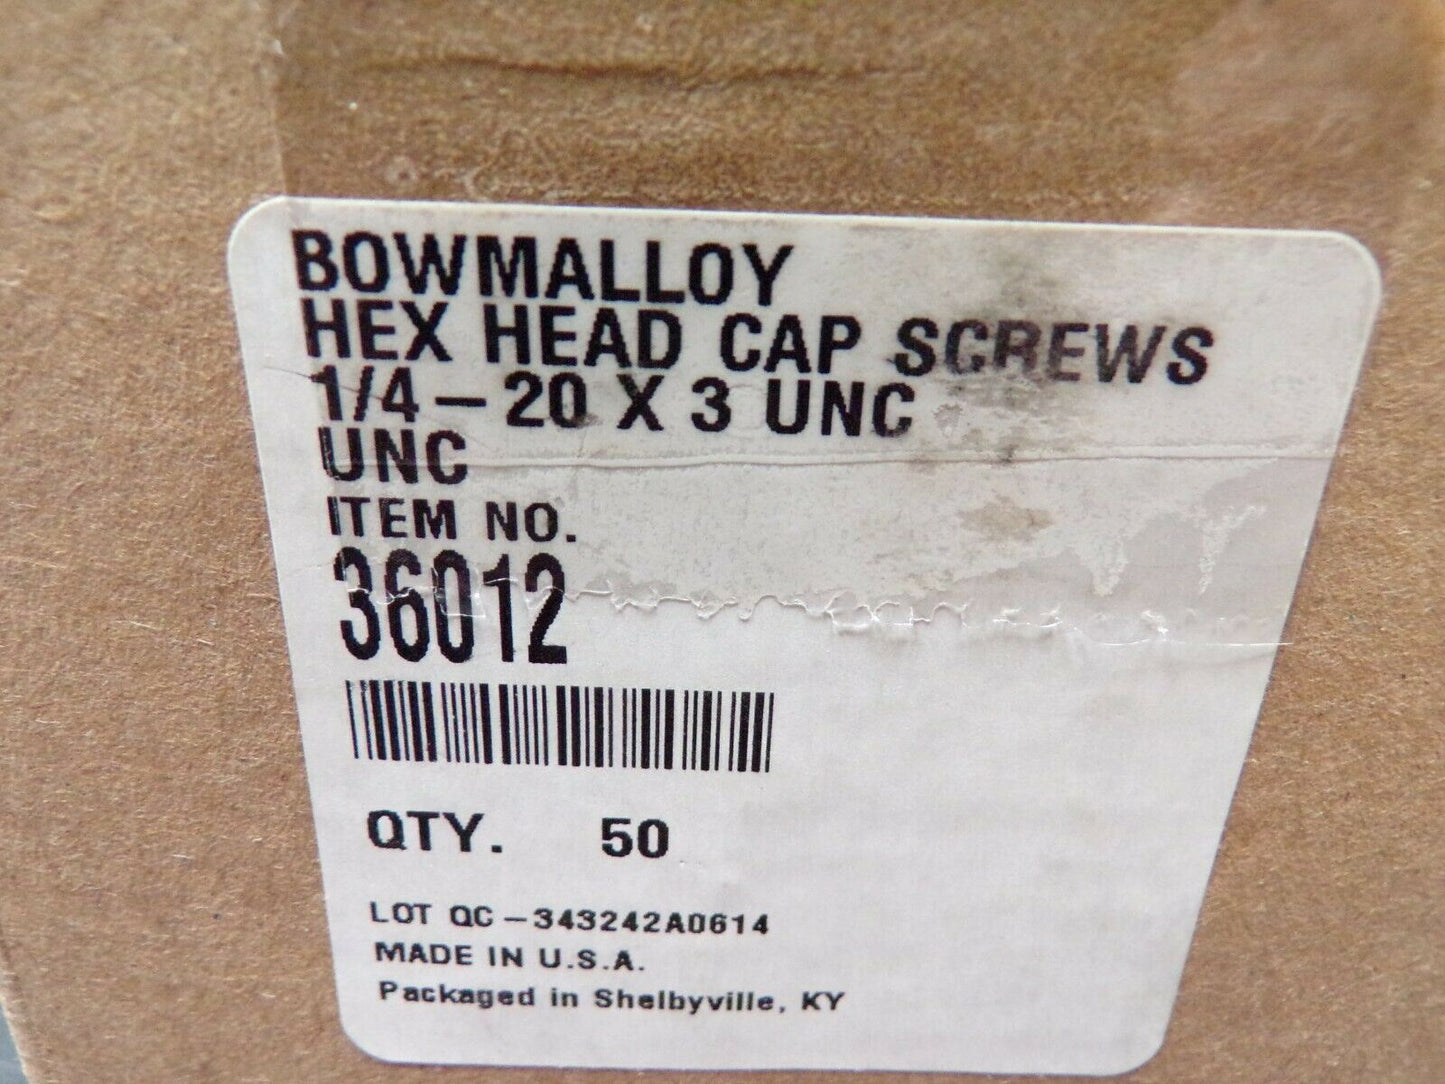 BOWMALLOY
HEX HEAD CAP SCREWS
1/4-20 X 3 UNC
UNC
ITEM NO.
36012
QTY. 50
LOT QC-343242A0614
MADE IN U.S.A.
Packaged in Shelbyville, KY